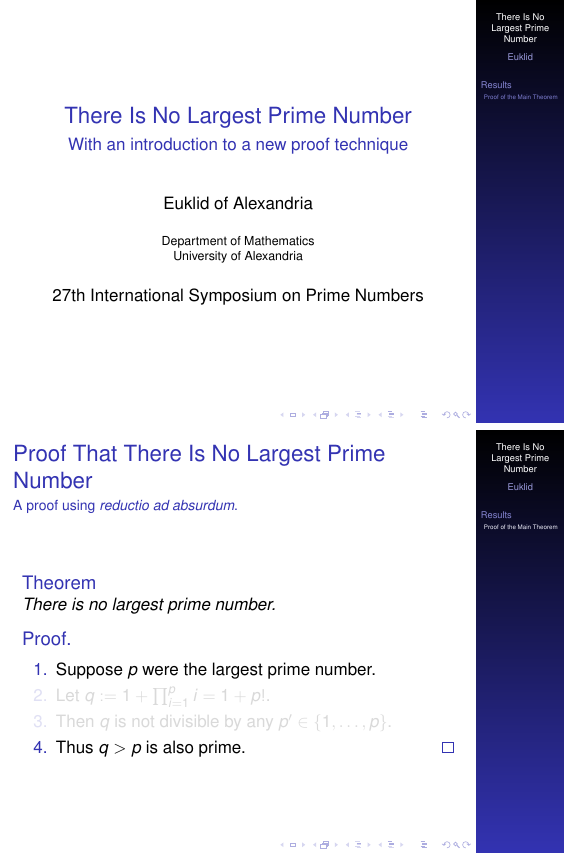 There Is No Largest Prime Number
With an introduction to a new proof technique
Euklid of Alexandria
Department of Mathematics
University of Alexandria
27th International Symposium on Prime Numbers
There Is No
Largest Prime
Number
Euklid
Results
Proof of the Main Theorem
Proof That There Is No Largest Prime
Number
A proof using reductio ad absurdum.
Theorem
There is no largest prime number.
Proof.
1. Suppose p were the largest prime number.
2. Let q := 1 + ∏ᵖᵢ₌₁ i = 1 + p!.
3. Then q is not divisible by any p′ ∈ {1, . . . , p}.
4. Thus q > p is also prime.
There Is No
Largest Prime
Number
Euklid
Results
Proof of the Main Theorem